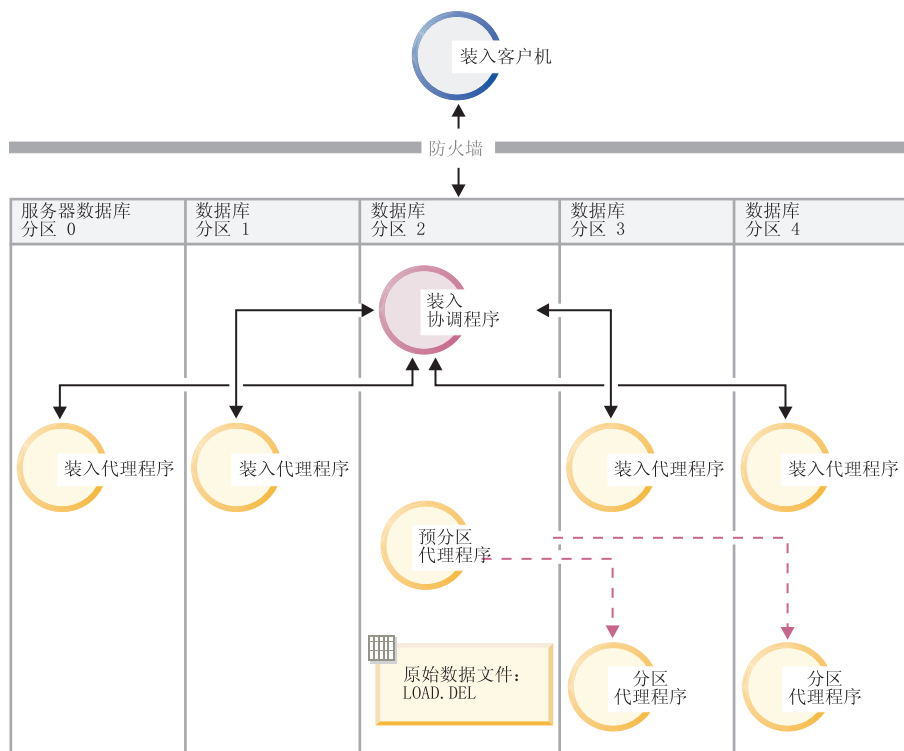 装入客户机
防火墙
服务器数据库
分区 0
数据库
分区 1
数据库
分区 2
数据库
分区 3
数据库
分区 4
装入
协调程序
装入代理程序
装入代理程序
装入代理程序
装入代理程序
预分区
代理程序
原始数据文件：
LOAD.DEL
分区
代理程序
分区
代理程序